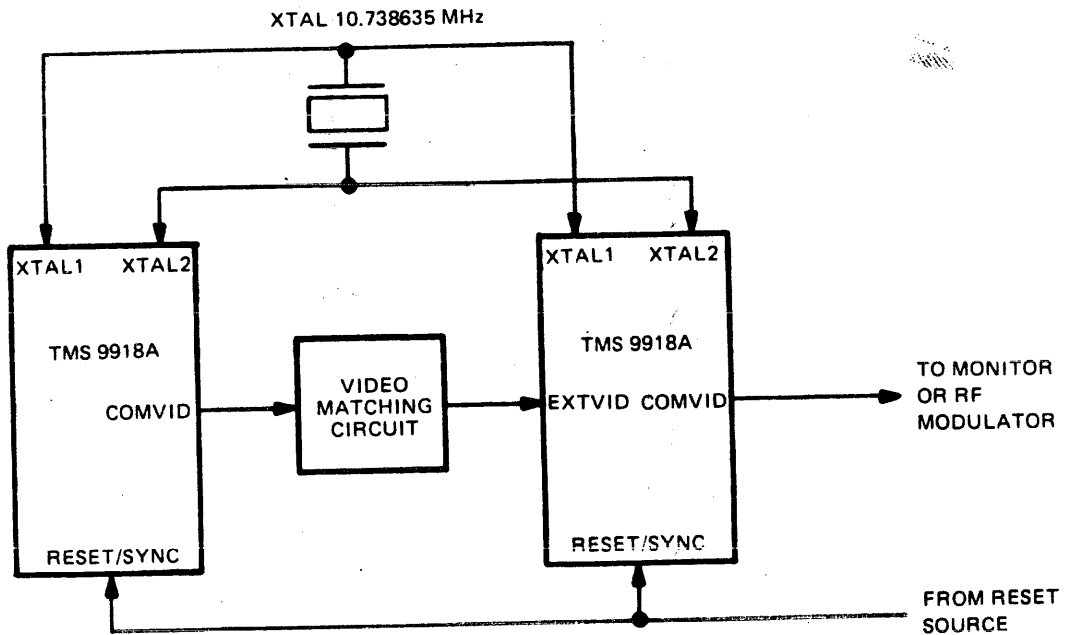 XTAL 10.738635 MHz
XTAL1 XTAL2
TMS 9918A
COMVID
RESET/SYNC
VIDEO
MATCHING
CIRCUIT
XTAL1 XTAL2
TMS 9918A
EXTVID COMVID
RESET/SYNC
TO MONITOR
OR RF
MODULATOR
FROM RESET
SOURCE